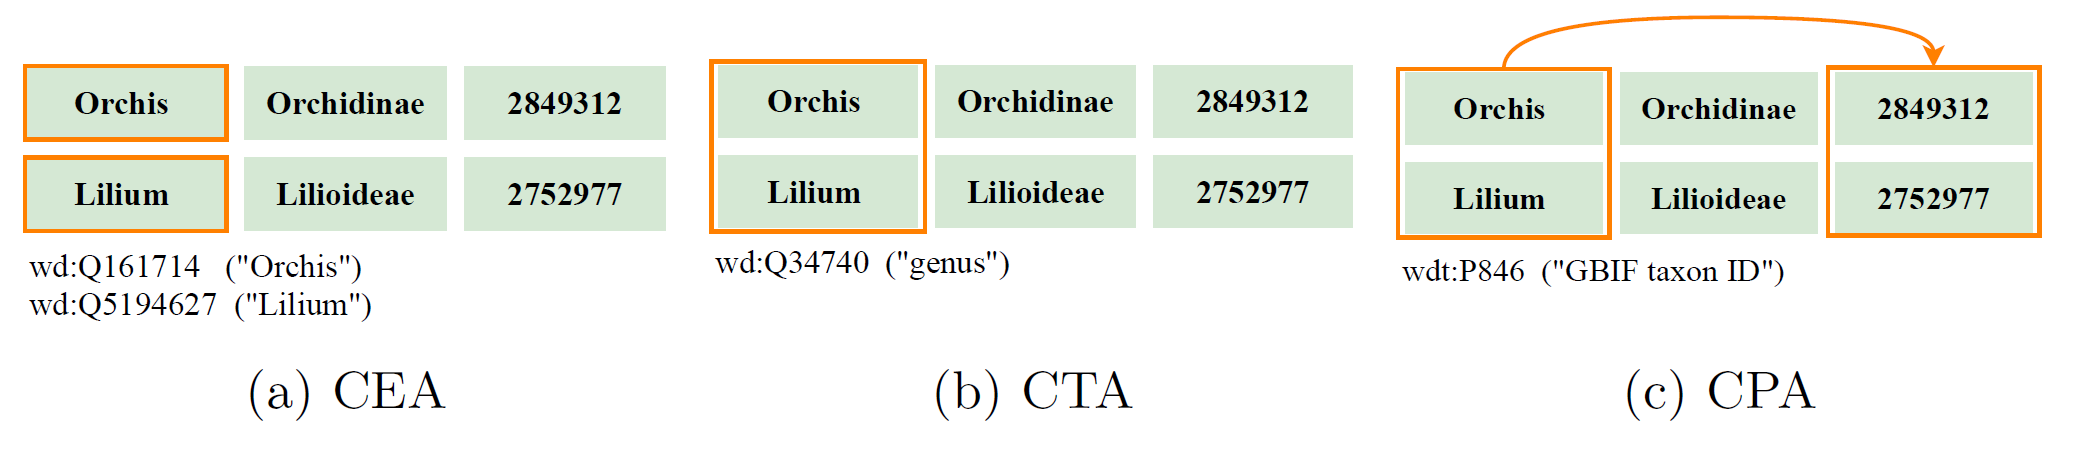 Orchis Orchidinae 2849312
Lilium Lilioideae 2752977
wd:Q161714 ("Orchis")
wd:Q5194627 ("Lilium")
(a) CEA
Orchis Orchidinae 2849312
Lilium Lilioideae 2752977
wd:Q34740 ("genus")
(b) CTA
Orchis Orchidinae 2849312
Lilium Lilioideae 2752977
wdt:P846 ("GBIF taxon ID")
(c) CPA